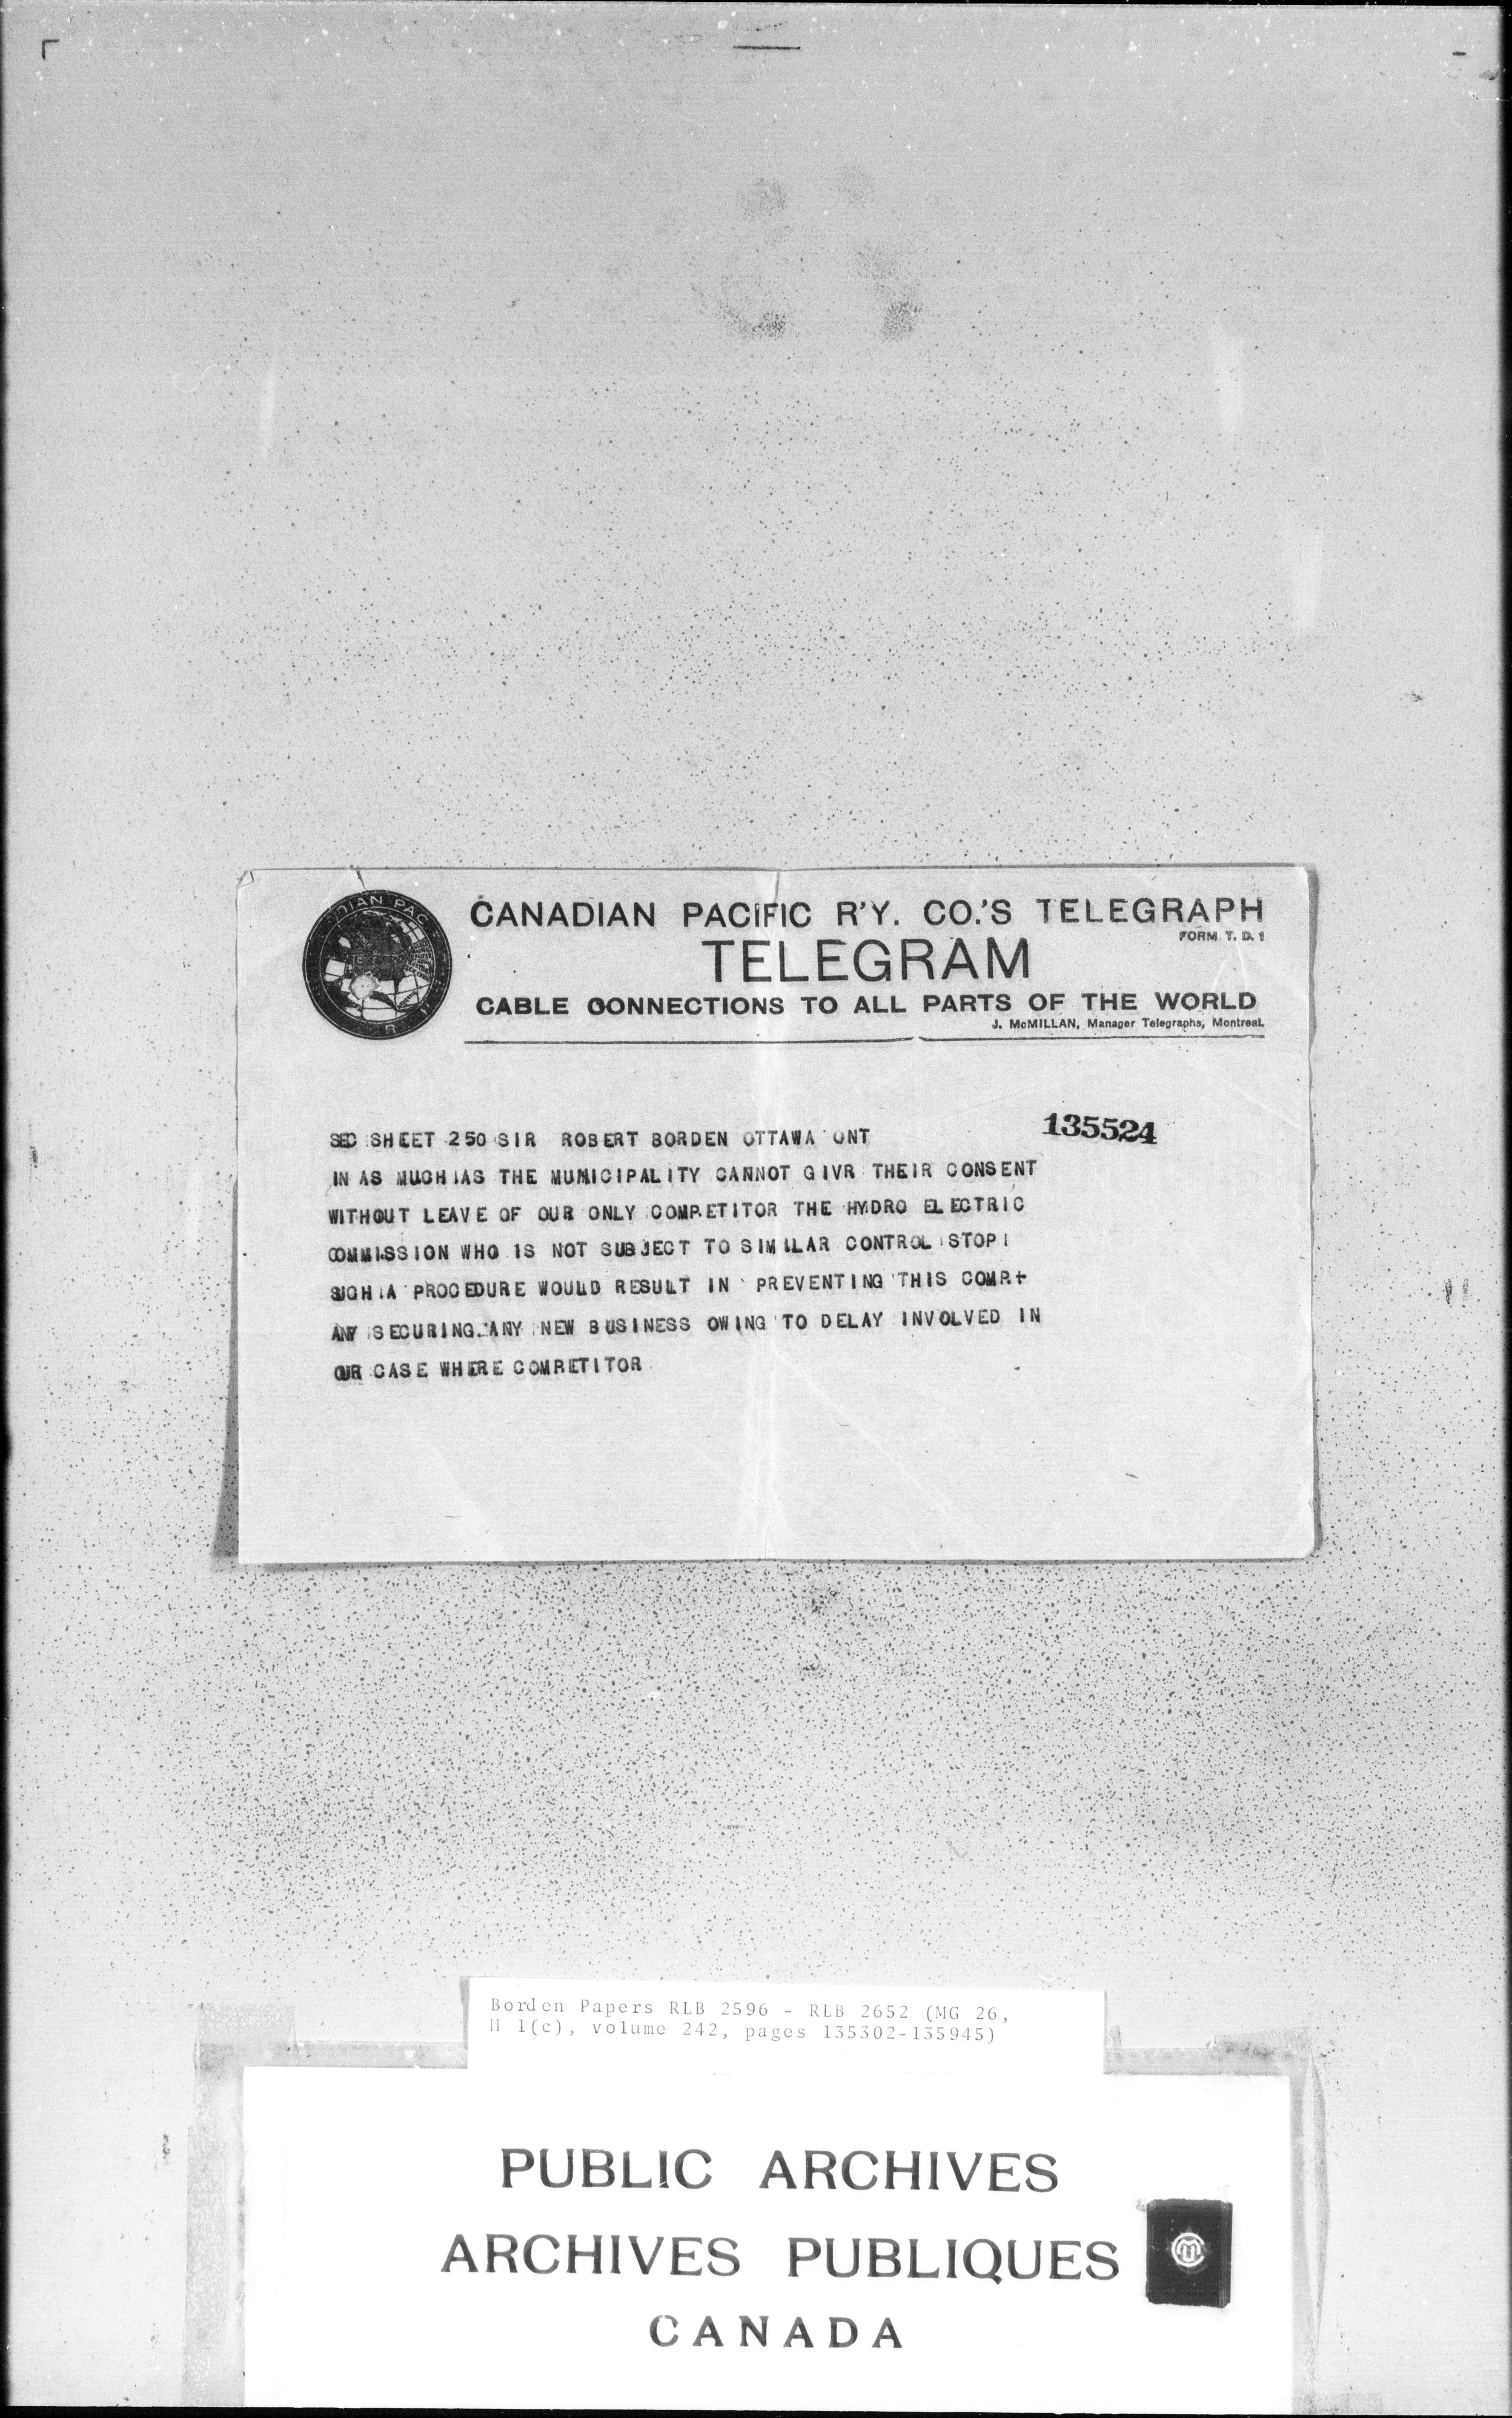 CANADIAN PACIFIC R'Y. CO.'S TELEGRAPH
FORM T. D. 1
TELEGRAM
CABLE CONNECTIONS TO ALL PARTS OF THE WORLD
J. McMILLAN, Manager Telegraphs, Montreal.
135524
SEC SHEET 250 SIR ROBERT BORDEN OTTAWA ONT
IN AS MUCH AS THE MUNICIPALITY CANNOT GIVR THEIR CONSENT
WITHOUT LEAVE OF OUR ONLY COMPETITOR THE HYDRO ELECTRIC
COMMISSION WHO IS NOT SUBJECT TO SIMILAR CONTROL STOP
SUCH A PROCEDURE WOULD RESULT IN PREVENTING THIS COMP+
ANY SECURING ANY NEW BUSINESS OWING TO DELAY INVOLVED IN
OUR CASE WHERE COMPETITOR
Borden Papers RLB 2596 - RLB 2652 (MG 26,
H 1(c), volume 242, pages 135302-135945)
PUBLIC ARCHIVES
ARCHIVES PUBLIQUES
CANADA